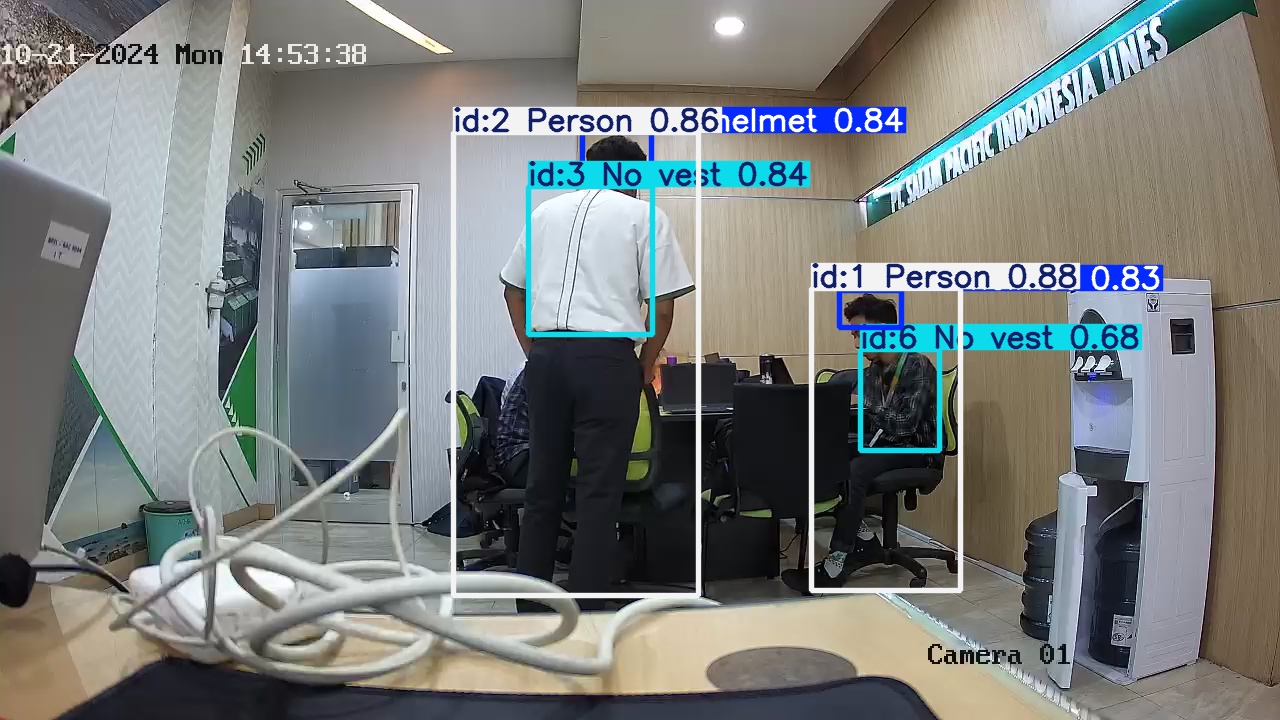 10-21-2024 Mon 14:53:38
id:2 Person 0.86
helmet 0.84
id:3 No vest 0.84
PT. SALAM PACIFIC INDONESIA LINES
id:1 Person 0.88
0.83
id:6 No vest 0.68
Camera 01